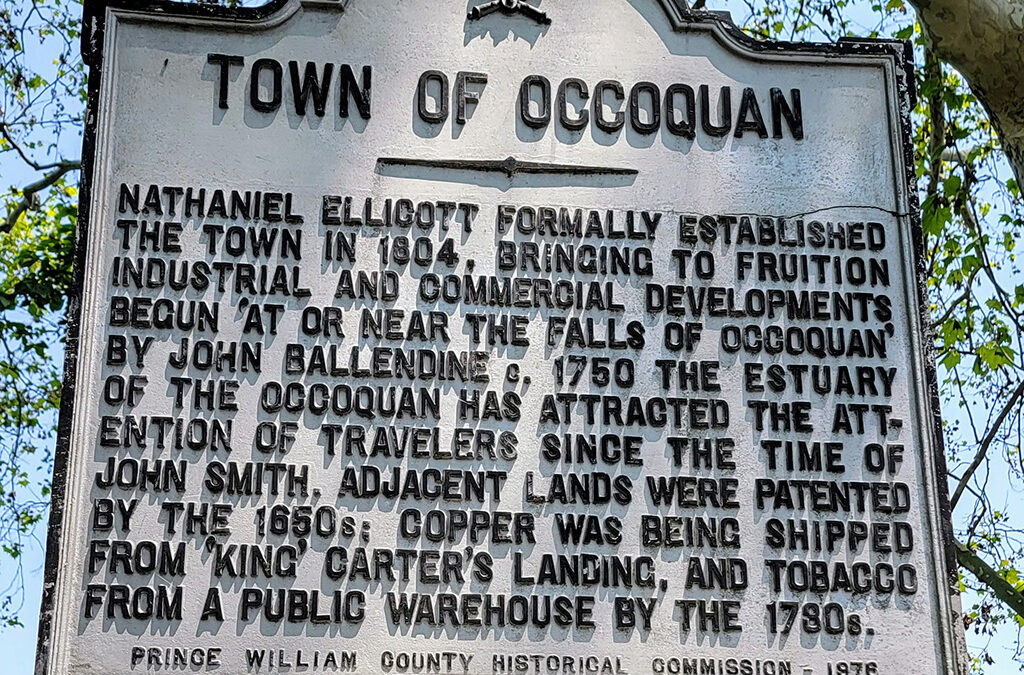 TOWN OF OCCOQUAN
NATHANIEL ELLICOTT FORMALLY ESTABLISHED
THE TOWN IN 1804, BRINGING TO FRUITION
INDUSTRIAL AND COMMERCIAL DEVELOPMENTS
BEGUN 'AT OR NEAR THE FALLS OF OCCOQUAN'
BY JOHN BALLENDINE c. 1750 THE ESTUARY
OF THE OCCOQUAN HAS ATTRACTED THE ATT-
ENTION OF TRAVELERS SINCE THE TIME OF
JOHN SMITH. ADJACENT LANDS WERE PATENTED
BY THE 1650s; COPPER WAS BEING SHIPPED
FROM 'KING' CARTER'S LANDING, AND TOBACCO
FROM A PUBLIC WAREHOUSE BY THE 1730s.
PRINCE WILLIAM COUNTY HISTORICAL COMMISSION - 1976